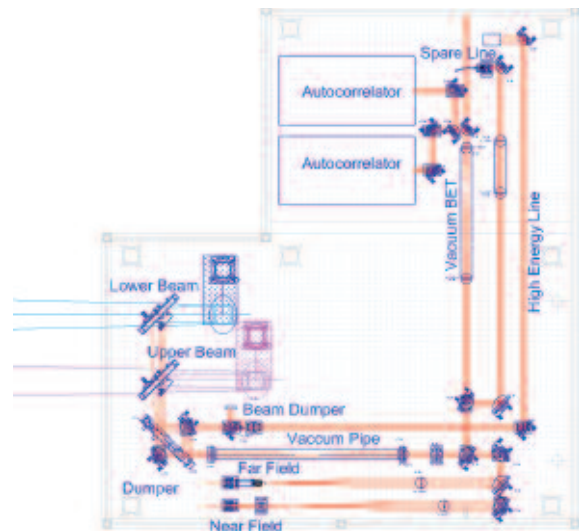 Spare Line
Autocorrelator
Autocorrelator
Vacuum BET
High Energy Line
Lower Beam
Upper Beam
Beam Dumper
Vaccum Pipe
Far Field
Dumper
Near Field